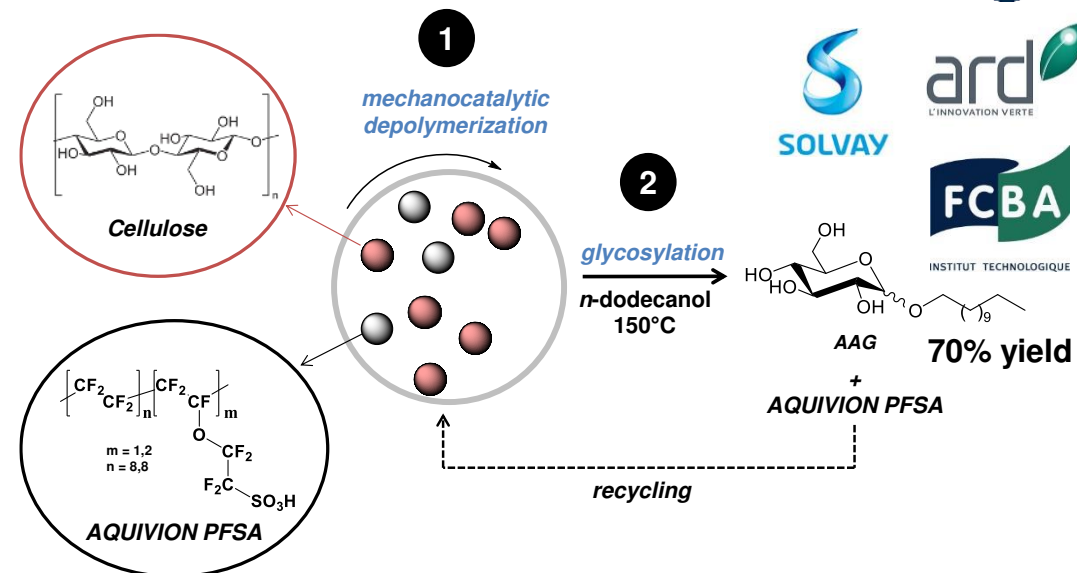 1
mechanocatalytic
depolymerization
SOLVAY
ard
L'INNOVATION VERTE
OH
O
HO
OH
O
HO
OH
O
OH
O
OH
n
Cellulose
2
FCBA
INSTITUT TECHNOLOGIQUE
glycosylation
n-dodecanol
150°C
OH
HO
HO
O
OH
O
( )9
AAG
70% yield
+
AQUIVION PFSA
CF2
CF2
n
CF2
CF
m
O
CF2
F2C
SO3H
m = 1,2
n = 8,8
AQUIVION PFSA
recycling